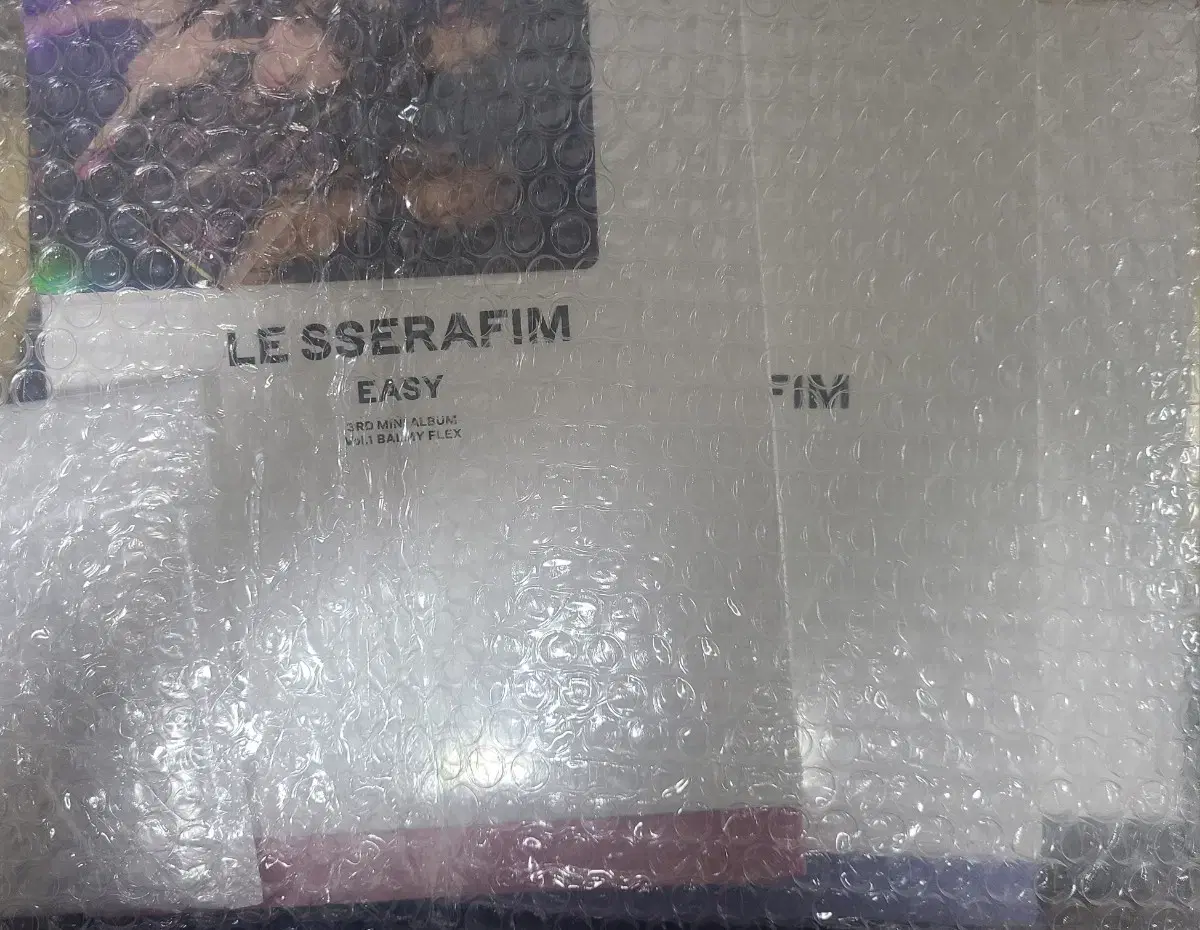 LE SSERAFIM
EASY
3RD MINI ALBUM
Vol.1 BALMY FLEX
FIM